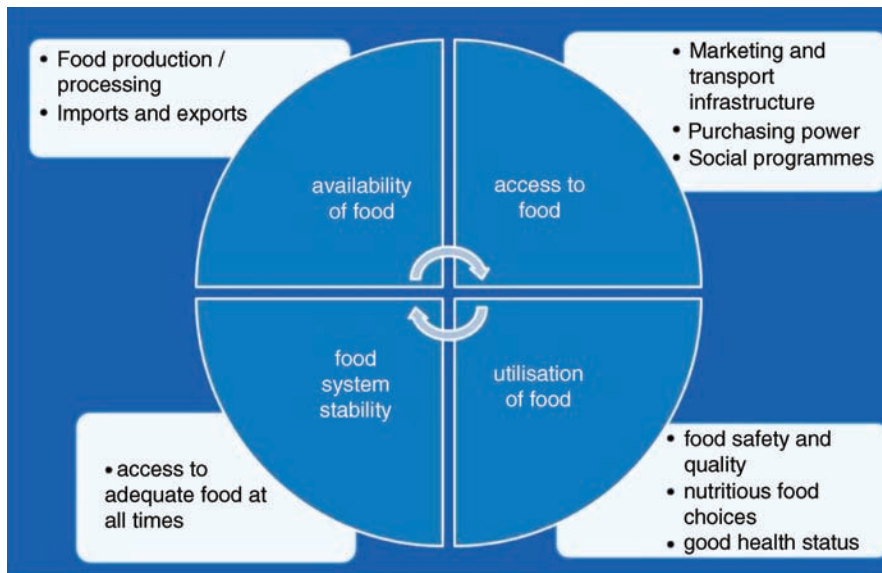 • Food production /
processing
• Imports and exports
• Marketing and
transport
infrastructure
• Purchasing power
• Social programmes
availability
of food
access to
food
food
system
stability
utilisation
of food
• access to
adequate food at
all times
• food safety and
quality
• nutritious food
choices
• good health status